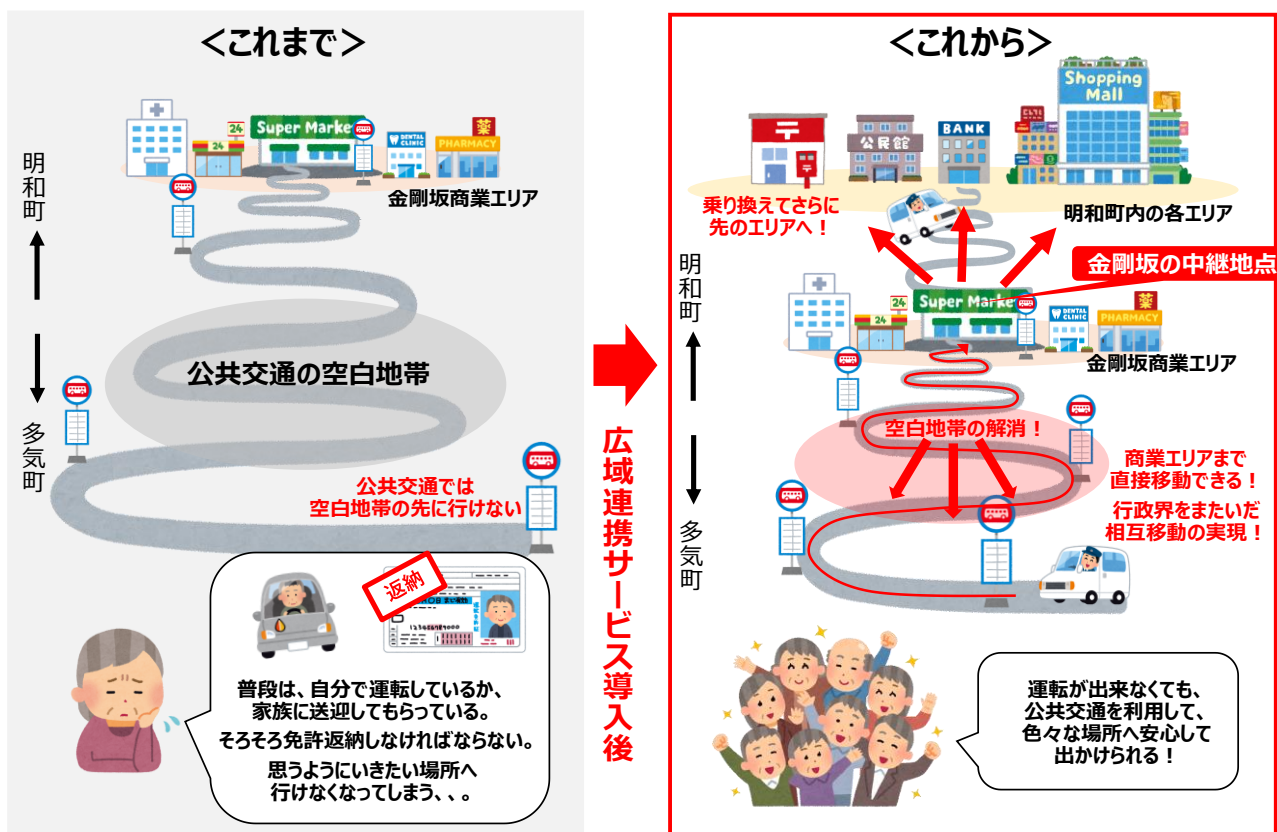 <これまで>
24
24
Super Market
DENTAL CLINIC
薬
PHARMACY
金剛坂商業エリア
明和町
多気町
公共交通の空白地帯
公共交通では
空白地帯の先に行けない
返納
普段は、自分で運転しているか、
家族に送迎してもらっている。
そろそろ免許返納しなければならない。
思うようにいきたい場所へ
行けなくなってしまう、、。
広域連携サービス導入後
<これから>
〒
公民館
BANK
Shopping
Mall
乗り換えてさらに
先のエリアへ！
明和町内の各エリア
金剛坂の中継地点
24
24
Super Market
DENTAL CLINIC
薬
PHARMACY
金剛坂商業エリア
明和町
多気町
空白地帯の解消！
商業エリアまで
直接移動できる！
行政界をまたいだ
相互移動の実現！
運転が出来なくても、
公共交通を利用して、
色々な場所へ安心して
出かけられる！